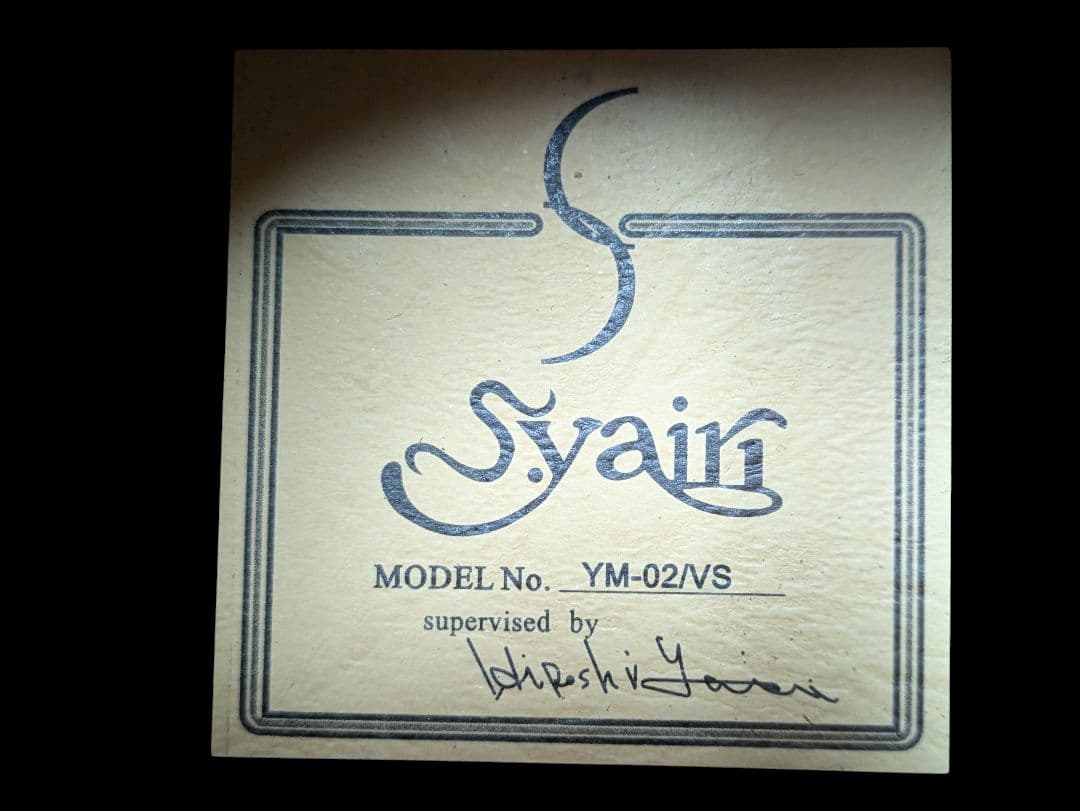 S
S.yairi
MODEL No. YM-02/VS
supervised by
Hiroshi Yairi